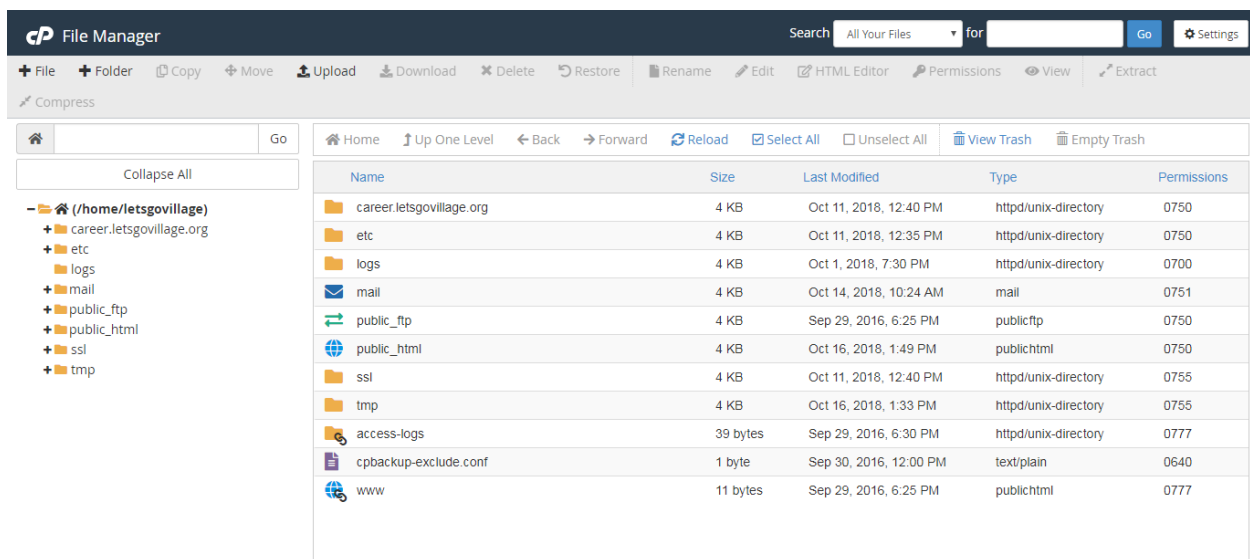 cP File Manager Search All Your Files for Go Settings
File Folder Copy Move Upload Download Delete Restore Rename Edit HTML Editor Permissions View Extract
Compress
Go
Collapse All
(/home/letsgovillage)
career.letsgovillage.org
etc
logs
mail
public_ftp
public_html
ssl
tmp
Home Up One Level Back Forward Reload Select All Unselect All View Trash Empty Trash
Name Size Last Modified Type Permissions
career.letsgovillage.org 4 KB Oct 11, 2018, 12:40 PM httpd/unix-directory 0750
etc 4 KB Oct 11, 2018, 12:35 PM httpd/unix-directory 0750
logs 4 KB Oct 1, 2018, 7:30 PM httpd/unix-directory 0700
mail 4 KB Oct 14, 2018, 10:24 AM mail 0751
public_ftp 4 KB Sep 29, 2016, 6:25 PM publicftp 0750
public_html 4 KB Oct 16, 2018, 1:49 PM publichtml 0750
ssl 4 KB Oct 11, 2018, 12:40 PM httpd/unix-directory 0755
tmp 4 KB Oct 16, 2018, 1:33 PM httpd/unix-directory 0755
access-logs 39 bytes Sep 29, 2016, 6:30 PM httpd/unix-directory 0777
cpbackup-exclude.conf 1 byte Sep 30, 2016, 12:00 PM text/plain 0640
www 11 bytes Sep 29, 2016, 6:25 PM publichtml 0777